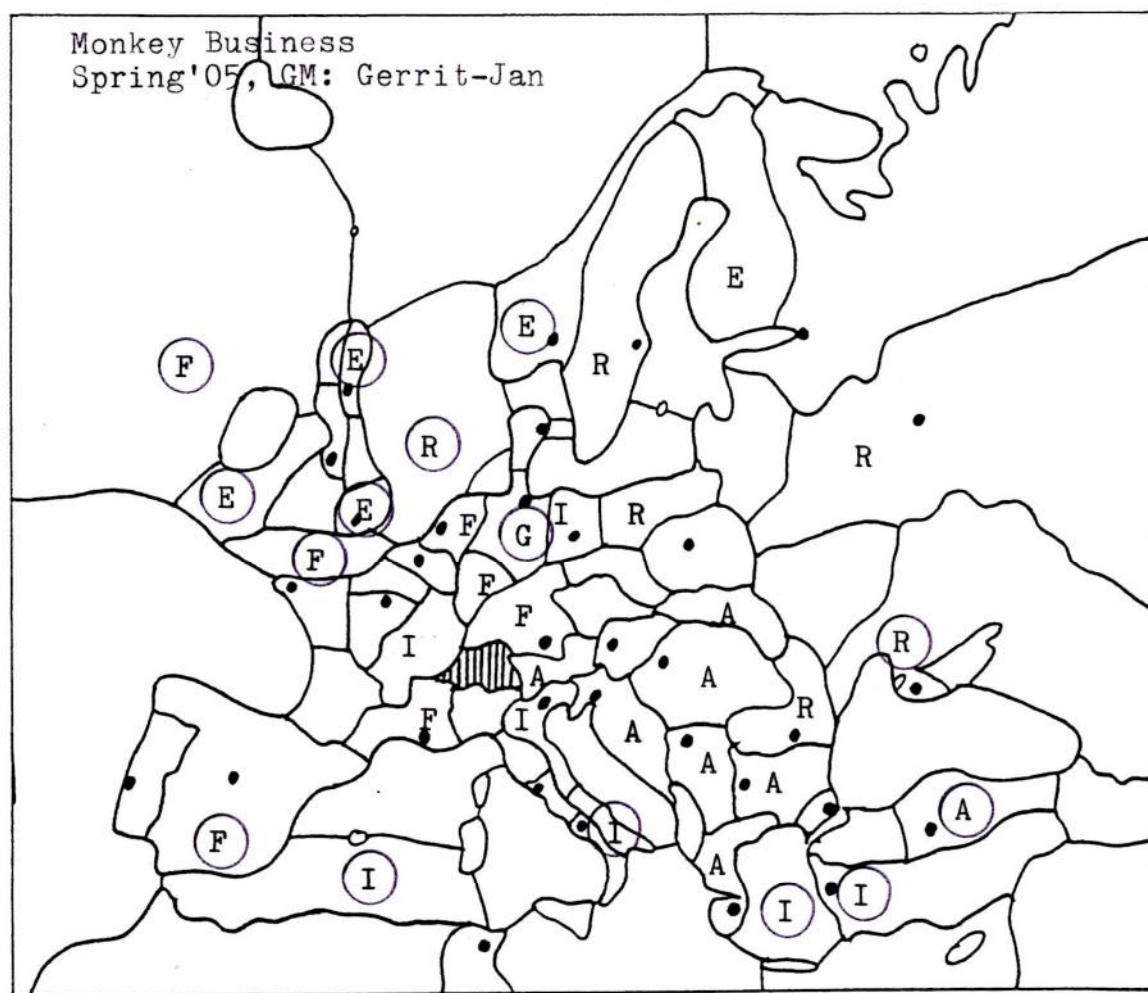 Monkey Business
Spring'05, GM: Gerrit-Jan
E
E
F E R
R R
E E F G I R
F F
F A
I R
A A
F I A R
A A
F I A
A
I I I